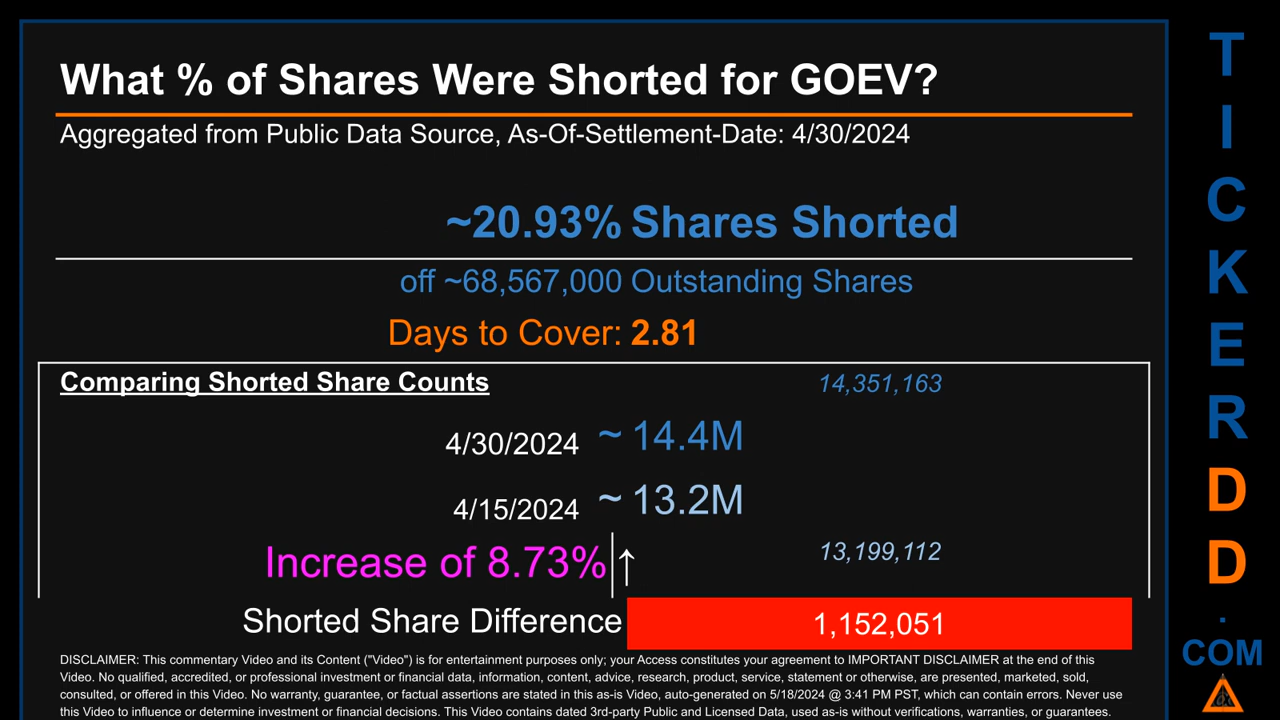 What % of Shares Were Shorted for GOEV?
Aggregated from Public Data Source, As-Of-Settlement-Date: 4/30/2024
~20.93% Shares Shorted
off ~68,567,000 Outstanding Shares
Days to Cover: 2.81
Comparing Shorted Share Counts
14,351,163
4/30/2024 ~ 14.4M
4/15/2024 ~ 13.2M
13,199,112
Increase of 8.73% ↑
Shorted Share Difference 1,152,051
DISCLAIMER: This commentary Video and its Content ("Video") is for entertainment purposes only; your Access constitutes your agreement to IMPORTANT DISCLAIMER at the end of this
Video. No qualified, accredited, or professional investment or financial data, information, content, advice, research, product, service, statement or otherwise, are presented, marketed, sold,
consulted, or offered in this Video. No warranty, guarantee, or factual assertions are stated in this as-is Video, auto-generated on 5/18/2024 @ 3:41 PM PST, which can contain errors. Never use
this Video to influence or determine investment or financial decisions. This Video contains dated 3rd-party Public and Licensed Data, used as-is without verifications, warranties, or guarantees.
T
I
C
K
E
R
D
D
.
COM